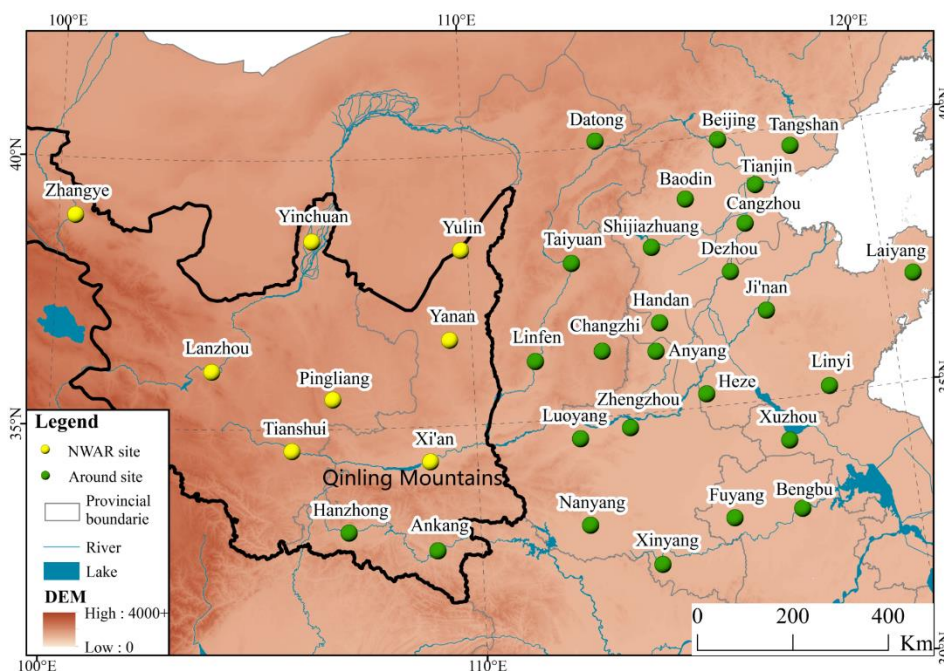 100°E
110°E
120°E
40°N
Datong
Beijing
Tangshan
40°N
Tianjin
Zhangye
Baodin
Yinchuan
Yulin
Cangzhou
Shijiazhuang
Taiyuan
Dezhou
Laiyang
Ji'nan
Handan
Yanan
Linfen
Changzhi
Lanzhou
Anyang
Linyi
35°N
Pingliang
Heze
Zhengzhou
35°N
Luoyang
Xuzhou
Legend
Tianshui
Xi'an
NWAR site
Around site
Qinling Mountains
Provincial
boundarie
Hanzhong
Nanyang
Fuyang
Bengbu
Ankang
Xinyang
River
Lake
DEM
High : 4000+
Low : 0
0 200 400
Km
100°E
110°E
30°N